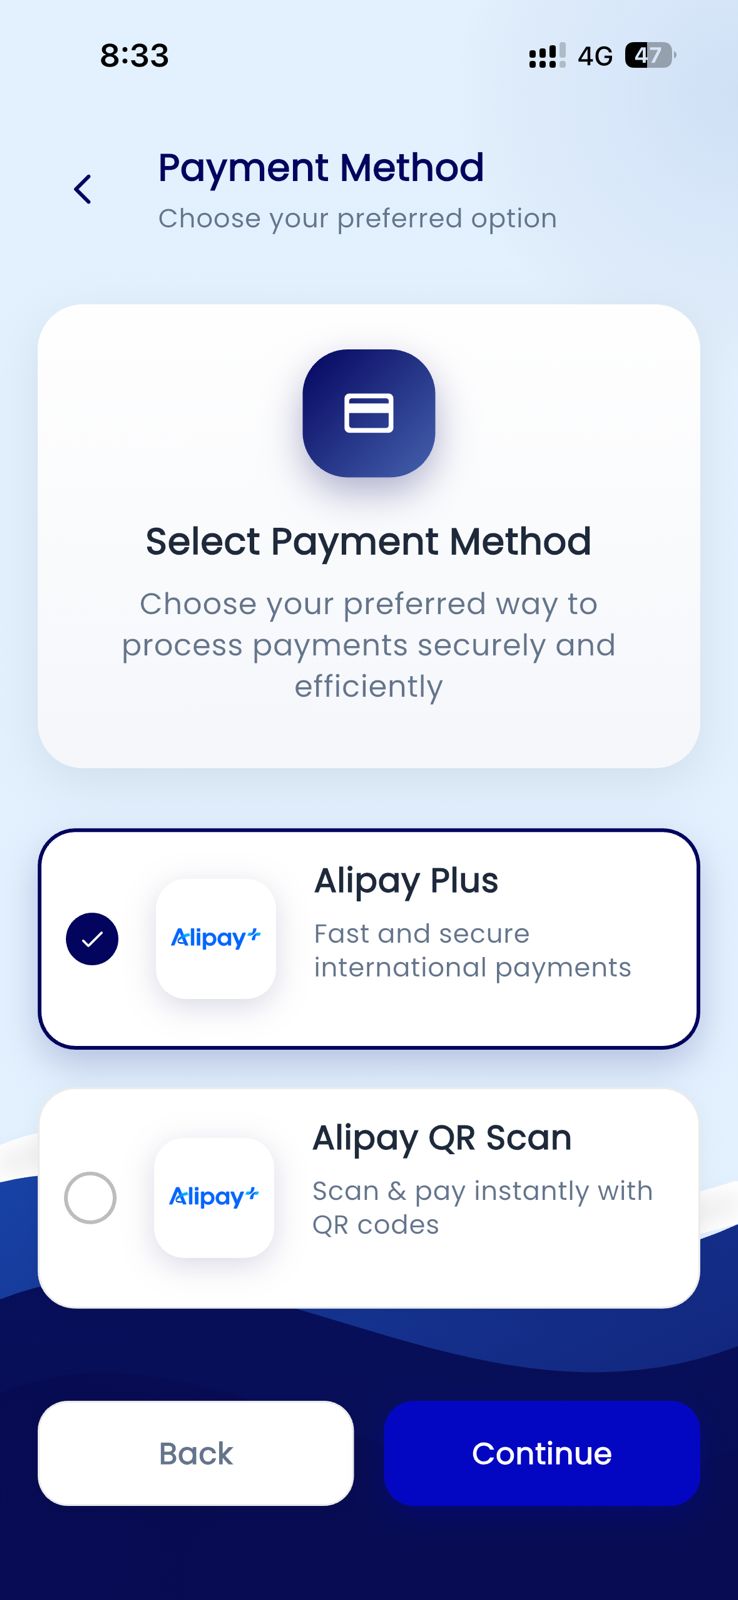 8:33
4G
47
Payment Method
Choose your preferred option
Select Payment Method
Choose your preferred way to
process payments securely and
efficiently
Alipay+
Alipay Plus
Fast and secure
international payments
Alipay+
Alipay QR Scan
Scan & pay instantly with
QR codes
Back
Continue